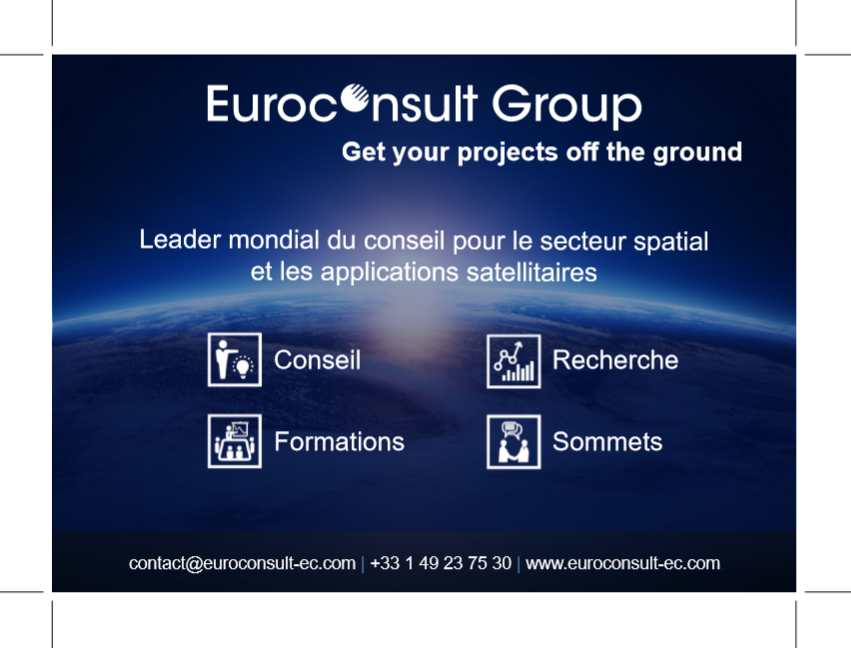 Euroconsult Group
Get your projects off the ground
Leader mondial du conseil pour le secteur spatial
et les applications satellitaires
Conseil
Recherche
Formations
Sommets
contact@euroconsult-ec.com | +33 1 49 23 75 30 | www.euroconsult-ec.com